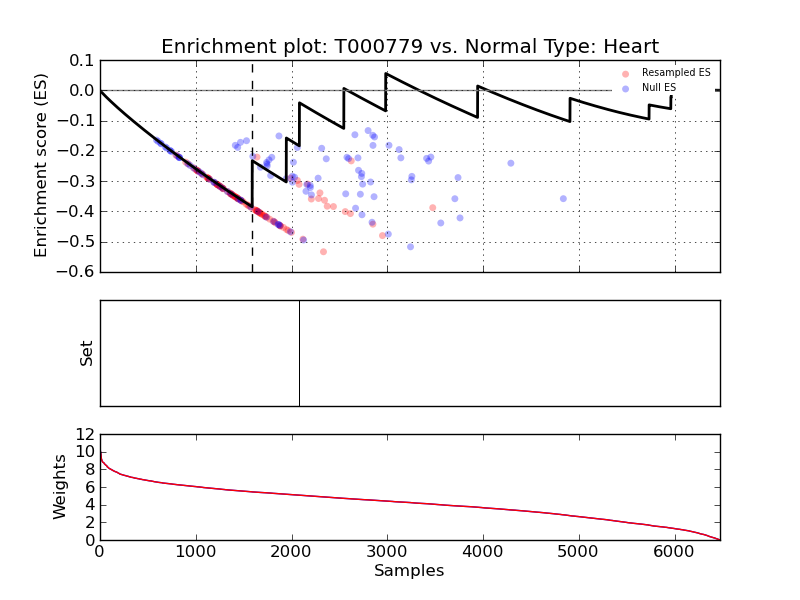 Enrichment plot: T000779 vs. Normal Type: Heart
Enrichment score (ES)
0.1
0.0
−0.1
−0.2
−0.3
−0.4
−0.5
−0.6
Resampled ES
Null ES
Set
Weights
12
10
8
6
4
2
0
0 1000 2000 3000 4000 5000 6000
Samples